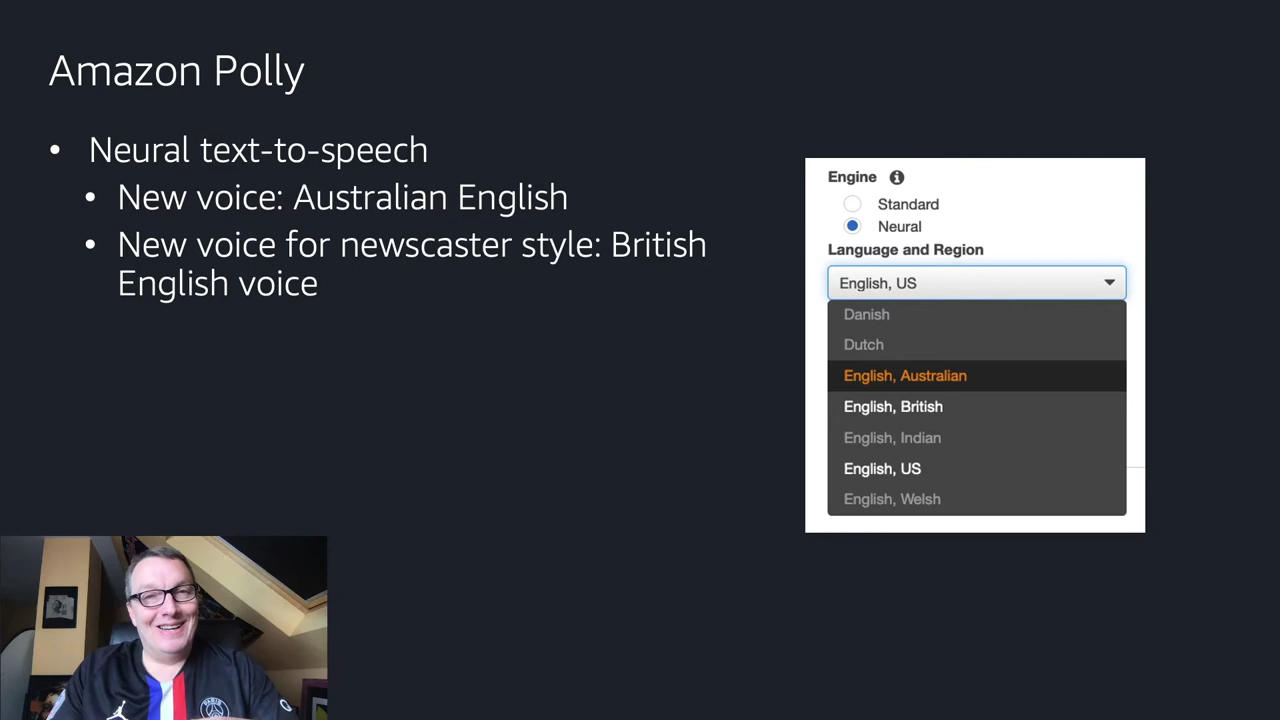 Amazon Polly
• Neural text-to-speech
• New voice: Australian English
• New voice for newscaster style: British
English voice
Engine
Standard
Neural
Language and Region
English, US
Danish
Dutch
English, Australian
English, British
English, Indian
English, US
English, Welsh
PARIS